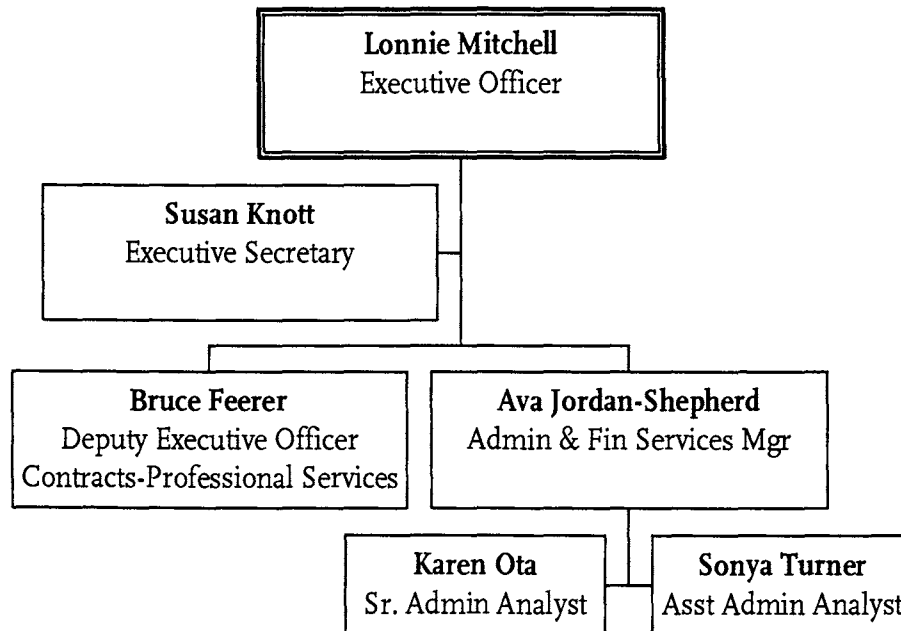 Lonnie Mitchell
Executive Officer
Susan Knott
Executive Secretary
Bruce Feerer
Deputy Executive Officer
Contracts-Professional Services
Ava Jordan-Shepherd
Admin & Fin Services Mgr
Karen Ota
Sr. Admin Analyst
Sonya Turner
Asst Admin Analyst